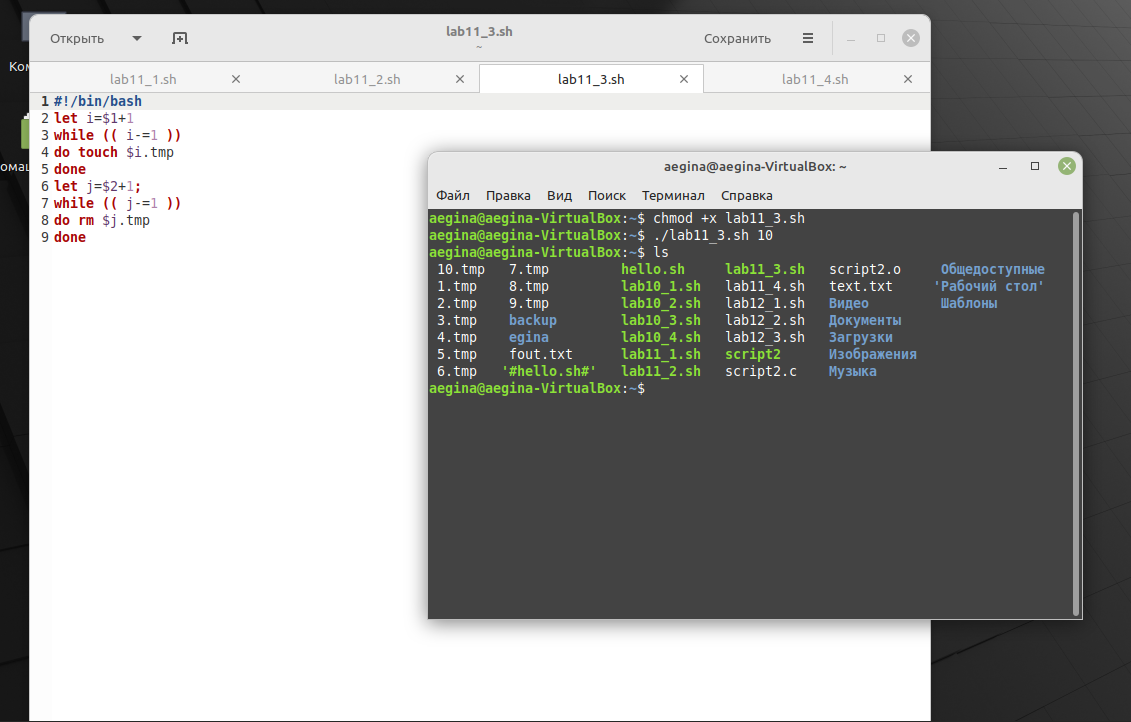 Открыть
lab11_3.sh
~
Сохранить
lab11_1.sh
lab11_2.sh
lab11_3.sh
lab11_4.sh
1 #!/bin/bash
2 let i=$1+1
3 while (( i-=1 ))
4 do touch $i.tmp
5 done
6 let j=$2+1;
7 while (( j-=1 ))
8 do rm $j.tmp
9 done
aegina@aegina-VirtualBox: ~
Файл Правка Вид Поиск Терминал Справка
aegina@aegina-VirtualBox:~$ chmod +x lab11_3.sh
aegina@aegina-VirtualBox:~$ ./lab11_3.sh 10
aegina@aegina-VirtualBox:~$ ls
10.tmp 7.tmp hello.sh lab11_3.sh script2.o Общедоступные
1.tmp 8.tmp lab10_1.sh lab11_4.sh text.txt 'Рабочий стол'
2.tmp 9.tmp lab10_2.sh lab12_1.sh Видео Шаблоны
3.tmp backup lab10_3.sh lab12_2.sh Документы
4.tmp egina lab10_4.sh lab12_3.sh Загрузки
5.tmp fout.txt lab11_1.sh script2 Изображения
6.tmp '#hello.sh#' lab11_2.sh script2.c Музыка
aegina@aegina-VirtualBox:~$